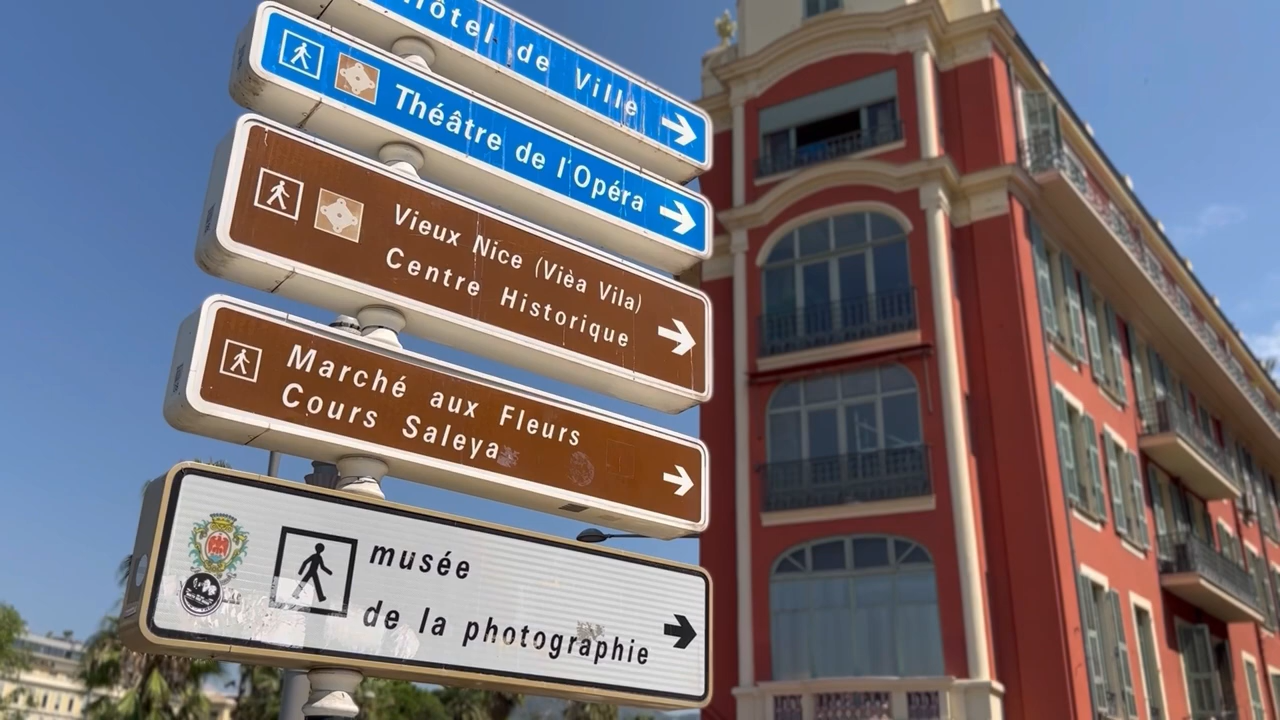 Hôtel de Ville
Théâtre de l'Opéra
Vieux Nice (Vièa Vila)
Centre Historique
Marché aux Fleurs
Cours Saleya
musée
de la photographie